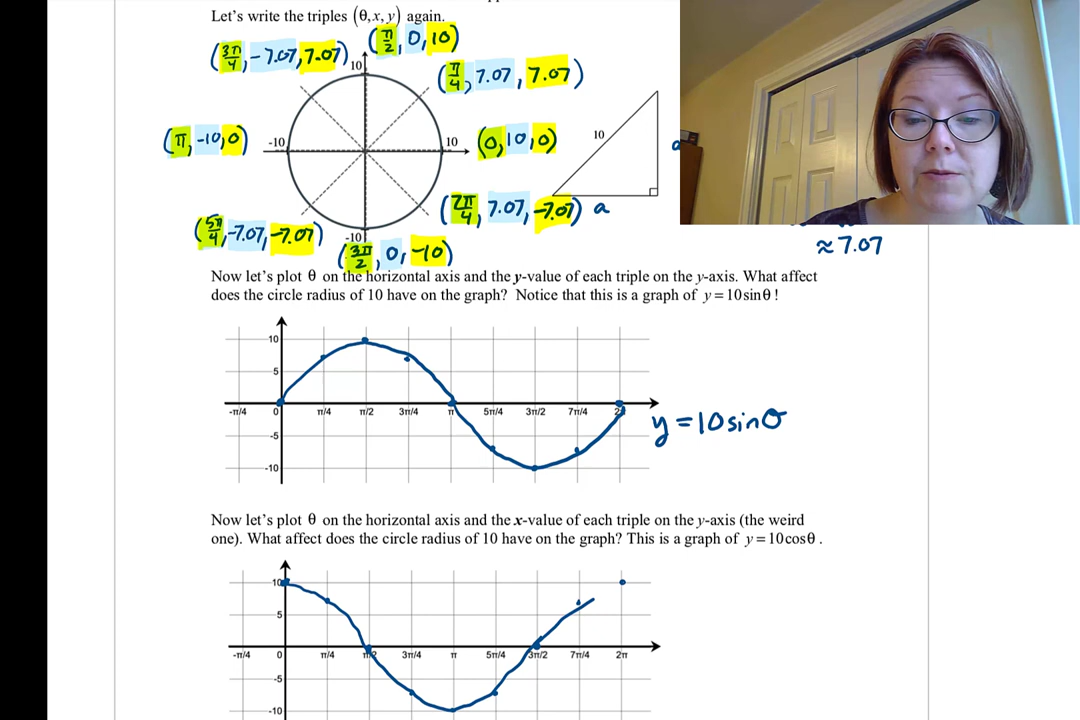 Let's write the triples (θ,x,y) again.
(π/2, 0, 10)
(3π/4, -7.07, 7.07)
10
(π/4, 7.07, 7.07)
(π, -10, 0)
-10
10
(0, 10, 0)
10
a
(7π/4, 7.07, -7.07)
a
(5π/4, -7.07, -7.07)
-10
(3π/2, 0, -10)
≈7.07
Now let's plot θ on the horizontal axis and the y-value of each triple on the y-axis. What affect
does the circle radius of 10 have on the graph? Notice that this is a graph of y=10sinθ!
10
5
-π/4 0 π/4 π/2 3π/4 π 5π/4 3π/2 7π/4
-5
-10
y=10sinθ
Now let's plot θ on the horizontal axis and the x-value of each triple on the y-axis (the weird
one). What affect does the circle radius of 10 have on the graph? This is a graph of y=10cosθ.
10
5
-π/4 0 π/4 π/2 3π/4 π 5π/4 3π/2 7π/4 2π
-5
-10